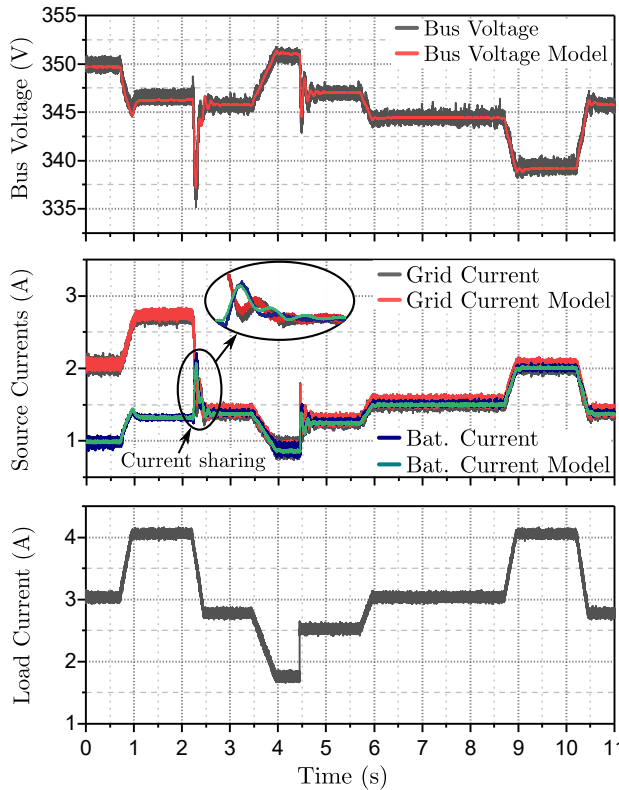 Bus Voltage (V)
355
350
345
340
335
Bus Voltage
Bus Voltage Model
Source Currents (A)
3
2
1
Grid Current
Grid Current Model
Current sharing
Bat. Current
Bat. Current Model
Load Current (A)
4
3
2
1
0 1 2 3 4 5 6 7 8 9 10 11
Time (s)